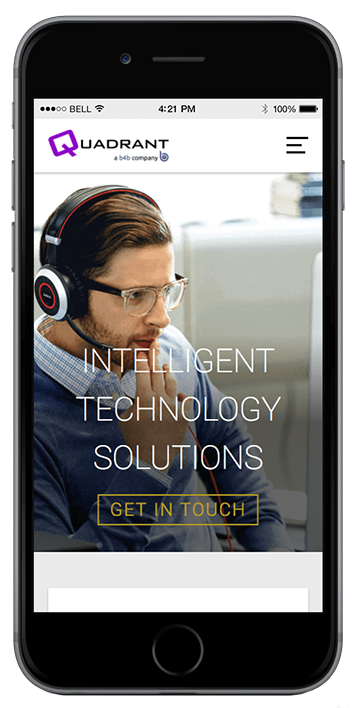 BELL 4:21 PM 100%
QUADRANT
a b4b company b
INTELLIGENT
TECHNOLOGY
SOLUTIONS
GET IN TOUCH